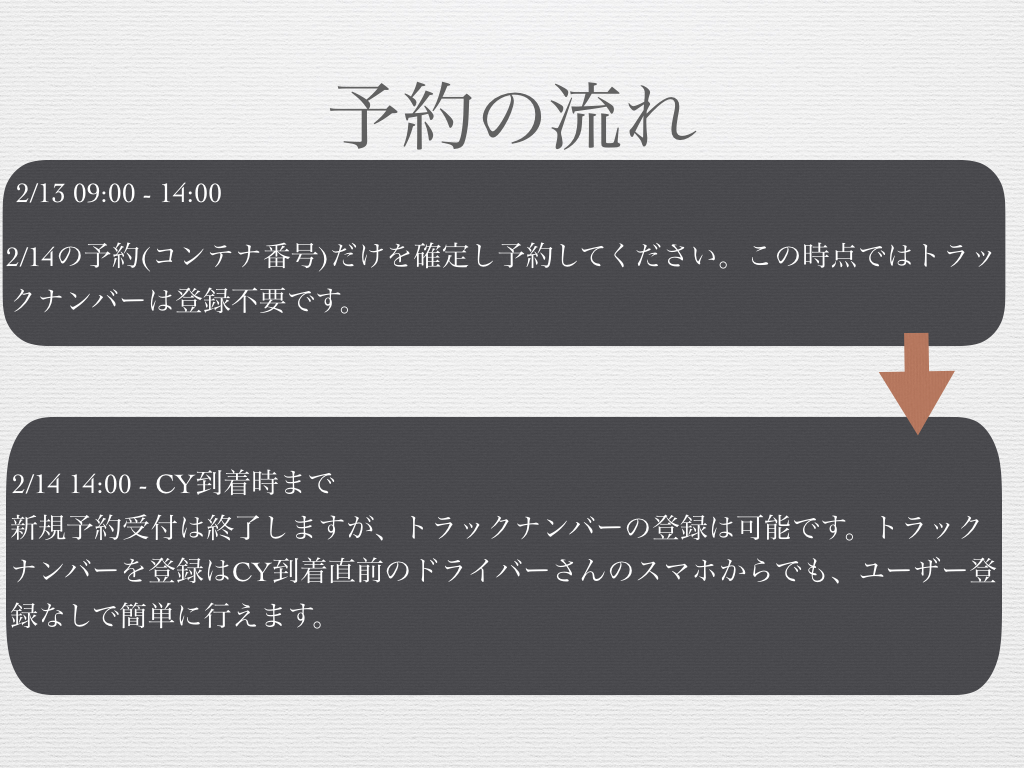 予約の流れ
2/13 09:00 - 14:00
2/14の予約(コンテナ番号)だけを確定し予約してください。この時点ではトラッ
クナンバーは登録不要です。
2/14 14:00 - CY到着時まで
新規予約受付は終了しますが、トラックナンバーの登録は可能です。トラック
ナンバーを登録はCY到着直前のドライバーさんのスマホからでも、ユーザー登
録なしで簡単に行えます。